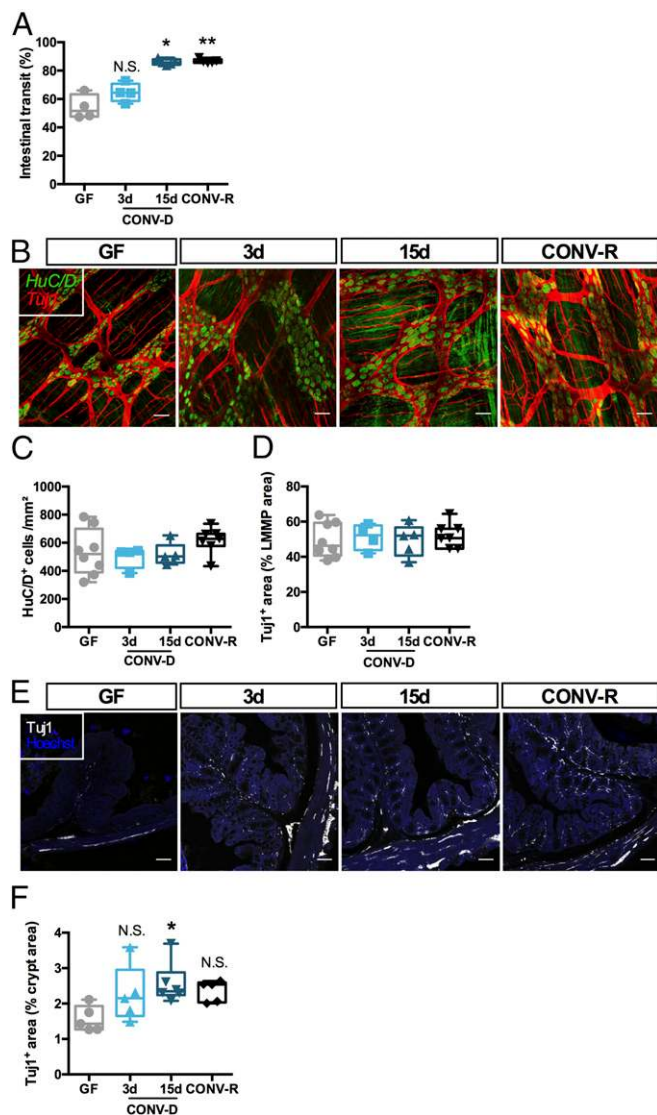 A
Intestinal transit (%)
100
80
60
40
20
0
N.S.
*
**
GF
3d
15d
CONV-R
CONV-D
B
GF
3d
15d
CONV-R
HuC/D
Tuj1
C
HuC/D⁺ cells /mm²
1000
800
600
400
200
0
GF
3d
15d
CONV-R
CONV-D
D
Tuj1⁺ area (% LMMP area)
80
60
40
20
0
GF
3d
15d
CONV-R
CONV-D
E
GF
3d
15d
CONV-R
Tuj1
Hoechst
F
Tuj1⁺ area (% crypt area)
4
3
2
1
0
N.S.
*
N.S.
GF
3d
15d
CONV-R
CONV-D